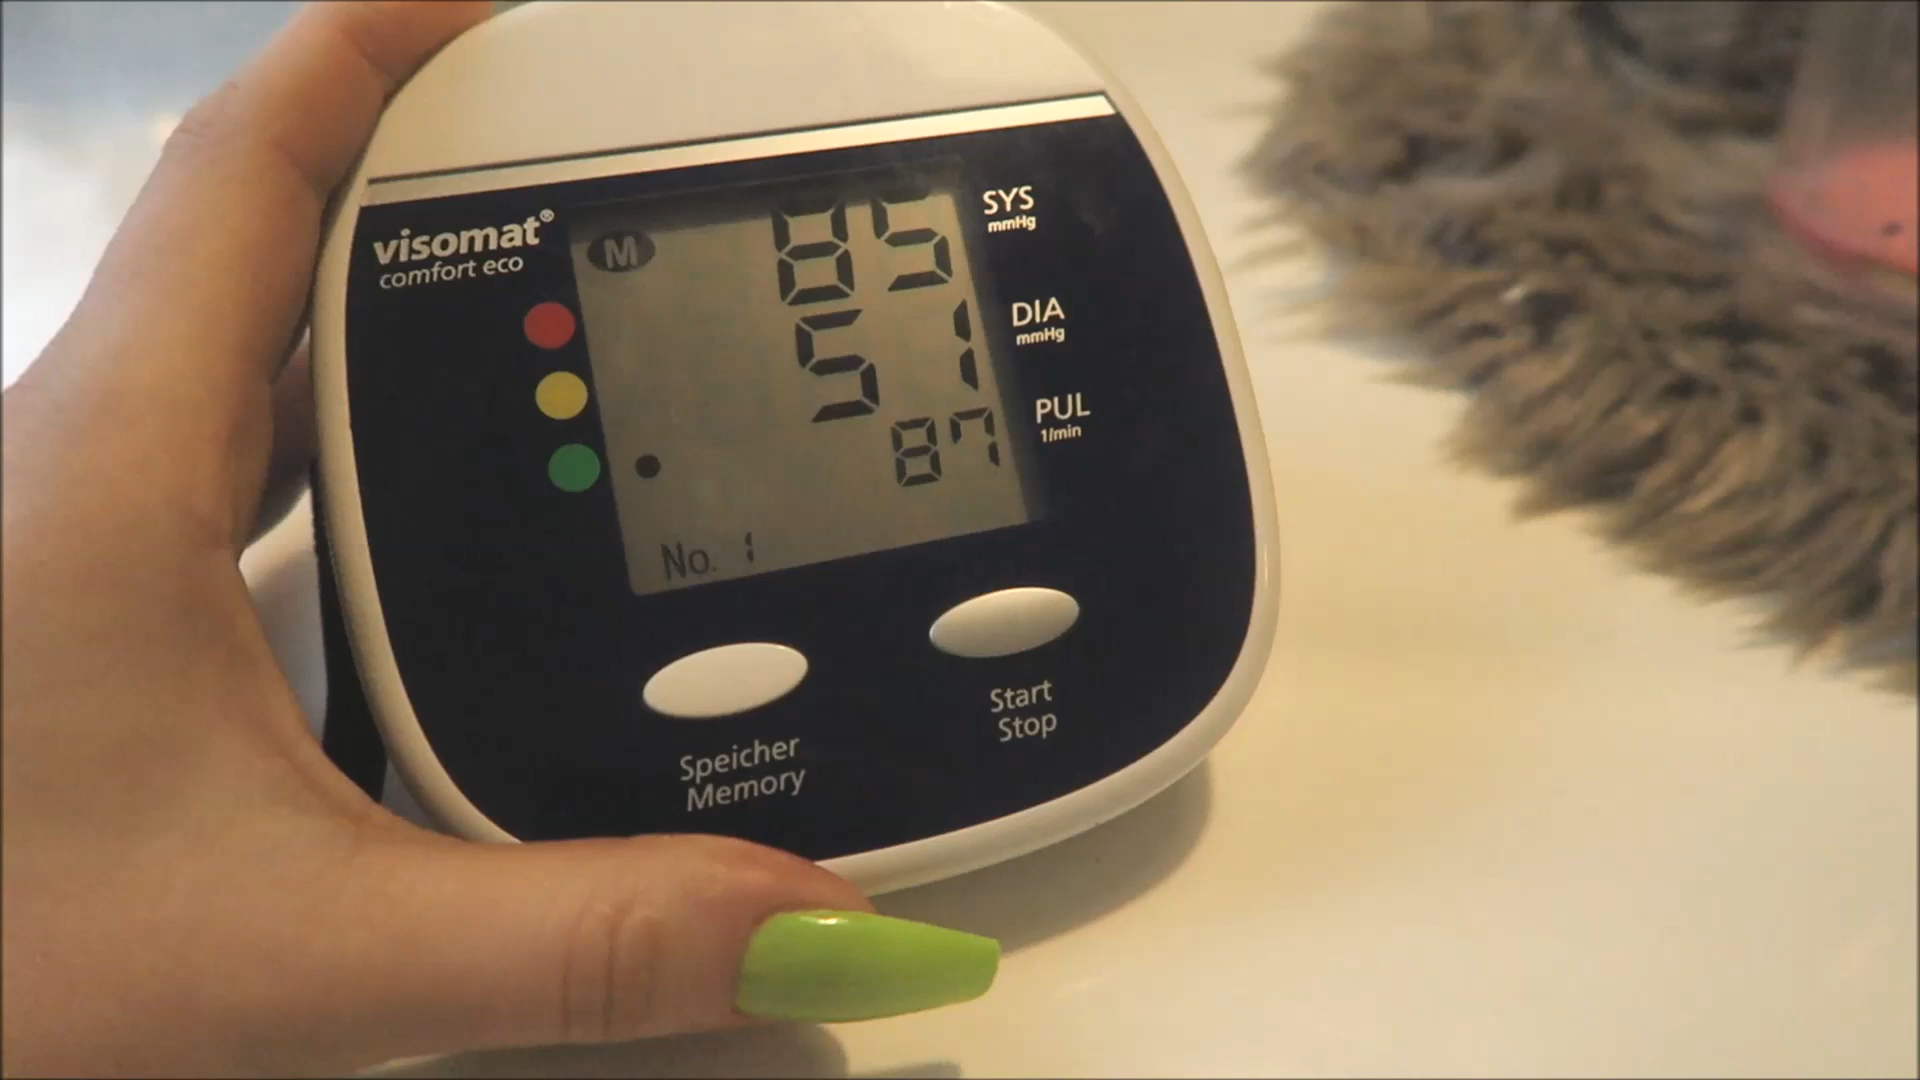 visomat®
comfort eco
M
85
SYS
mmHg
51
DIA
mmHg
87
PUL
1/min
No. 1
Speicher
Memory
Start
Stop